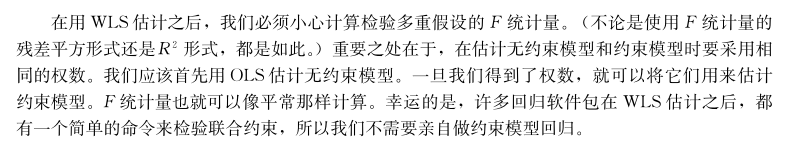 在用 WLS 估计之后，我们必须小心计算检验多重假设的 F 统计量。（不论是使用 F 统计量的
残差平方形式还是 R² 形式，都是如此。）重要之处在于，在估计无约束模型和约束模型时要采用相
同的权数。我们应该首先用 OLS 估计无约束模型。一旦我们得到了权数，就可以将它们用来估计
约束模型。F 统计量也就可以像平常那样计算。幸运的是，许多回归软件包在 WLS 估计之后，都
有一个简单的命令来检验联合约束，所以我们不需要亲自做约束模型回归。